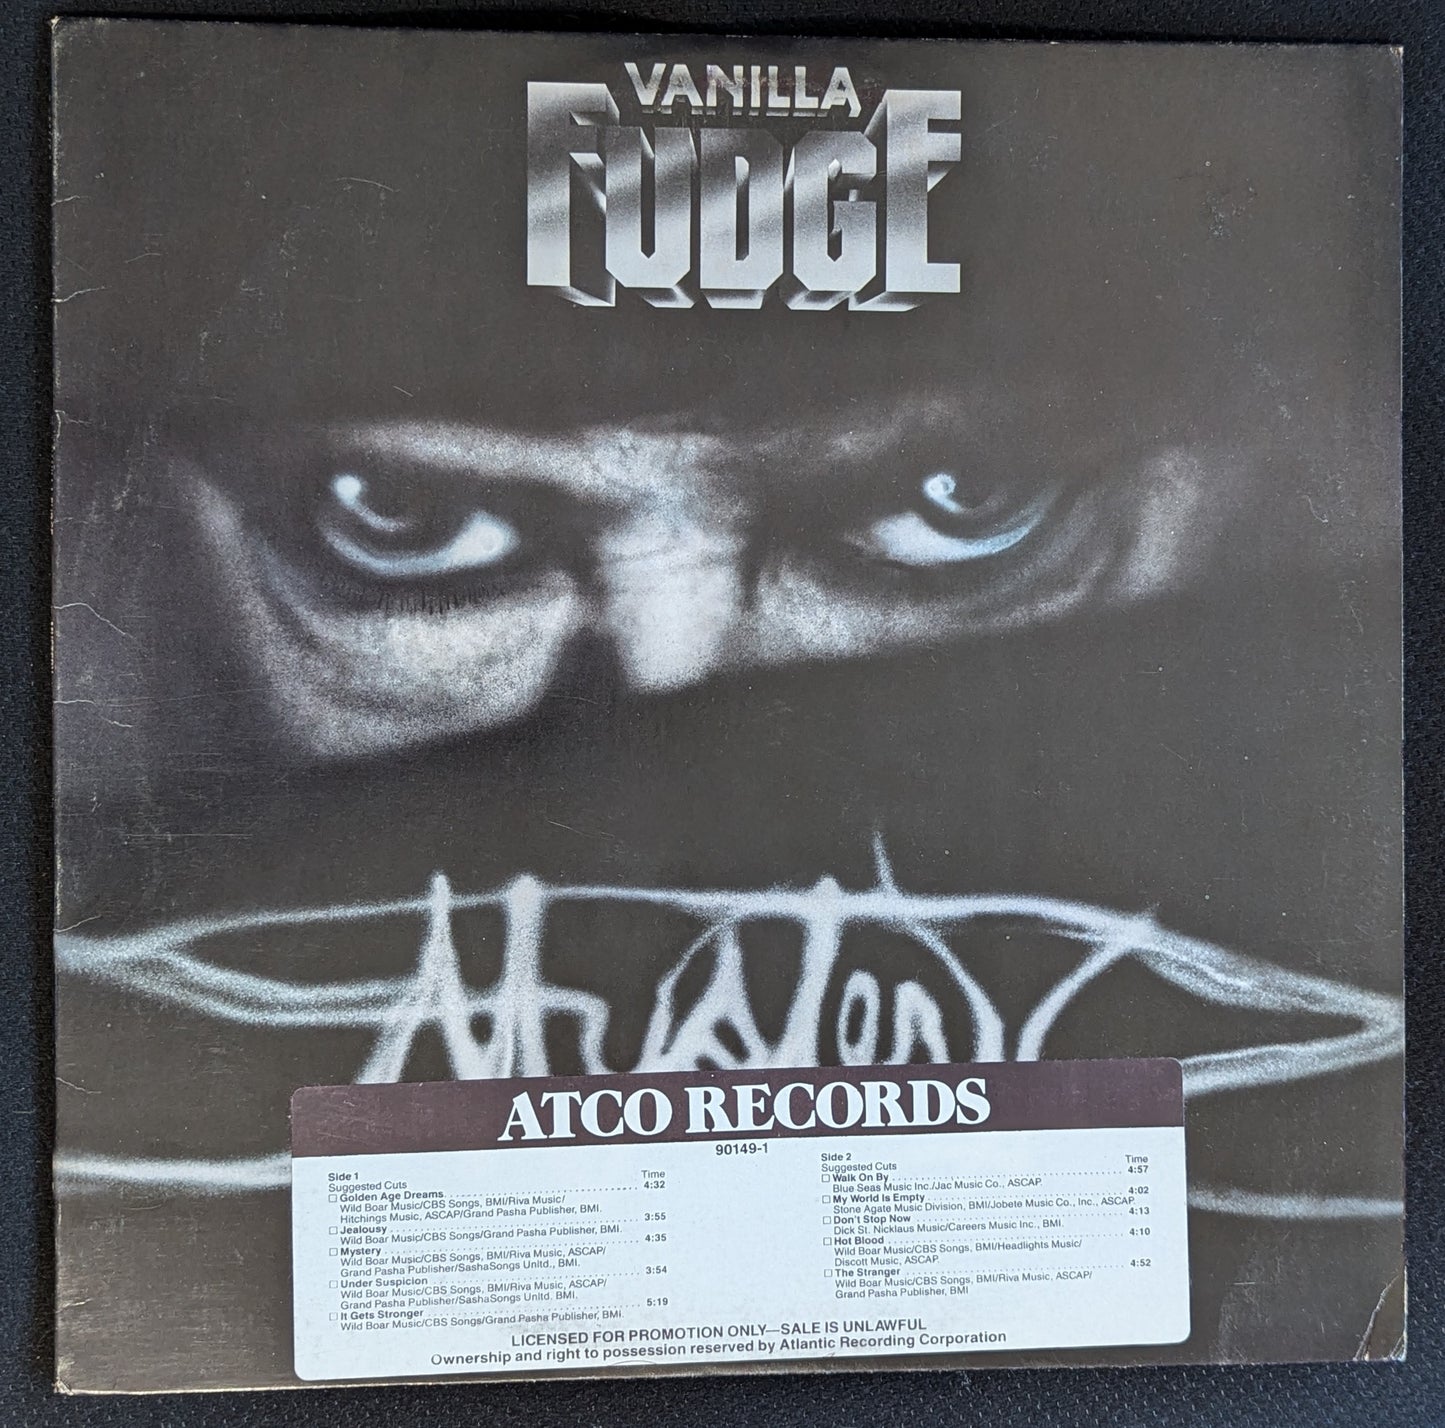 VANILLA
FUDGE
Mystery
ATCO RECORDS
90149-1
Side 1
Suggested Cuts Time
☐ Golden Age Dreams 4:32
Wild Boar Music/CBS Songs, BMI/Riva Music/
Hitchings Music, ASCAP/Grand Pasha Publisher, BMI.
☐ Jealousy 3:55
Wild Boar Music/CBS Songs/Grand Pasha Publisher, BMI.
☐ Mystery 4:35
Wild Boar Music/CBS Songs, BMI/Riva Music, ASCAP/
Grand Pasha Publisher/SashaSongs Unltd., BMI.
☐ Under Suspicion 3:54
Wild Boar Music/CBS Songs, BMI/Riva Music, ASCAP/
Grand Pasha Publisher/SashaSongs Unltd. BMI.
☐ It Gets Stronger 5:19
Wild Boar Music/CBS Songs/Grand Pasha Publisher, BMI.
Side 2
Suggested Cuts Time
☐ Walk On By 4:57
Blue Seas Music Inc./Jac Music Co., ASCAP.
☐ My World Is Empty 4:02
Stone Agate Music Division, BMI/Jobete Music Co., Inc., ASCAP.
☐ Don't Stop Now 4:13
Dick St. Nicklaus Music/Careers Music Inc., BMI.
☐ Hot Blood 4:10
Wild Boar Music/CBS Songs, BMI/Headlights Music/
Discott Music, ASCAP.
☐ The Stranger 4:52
Wild Boar Music/CBS Songs, BMI/Riva Music, ASCAP/
Grand Pasha Publisher, BMI
LICENSED FOR PROMOTION ONLY—SALE IS UNLAWFUL
Ownership and right to possession reserved by Atlantic Recording Corporation